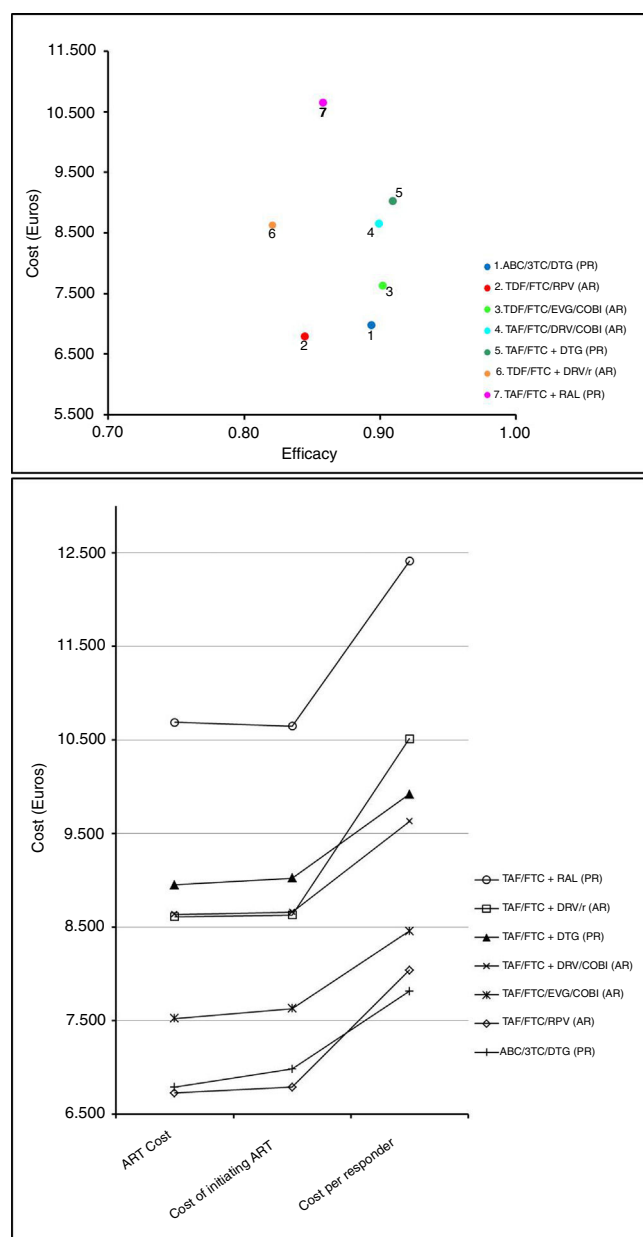 11.500
10.500
9.500
8.500
7.500
6.500
5.500
Cost (Euros)
7
5
4
6
3
2
1
1.ABC/3TC/DTG (PR)
2. TDF/FTC/RPV (AR)
3.TDF/FTC/EVG/COBI (AR)
4. TAF/FTC/DRV/COBI (AR)
5. TAF/FTC + DTG (PR)
6. TDF/FTC + DRV/r (AR)
7. TAF/FTC + RAL (PR)
0.70 0.80 0.90 1.00
Efficacy
12.500
11.500
10.500
9.500
8.500
7.500
6.500
Cost (Euros)
TAF/FTC + RAL (PR)
TAF/FTC + DRV/r (AR)
TAF/FTC + DTG (PR)
TAF/FTC + DRV/COBI (AR)
TAF/FTC/EVG/COBI (AR)
TAF/FTC/RPV (AR)
ABC/3TC/DTG (PR)
ART Cost
Cost of initiating ART
Cost per responder